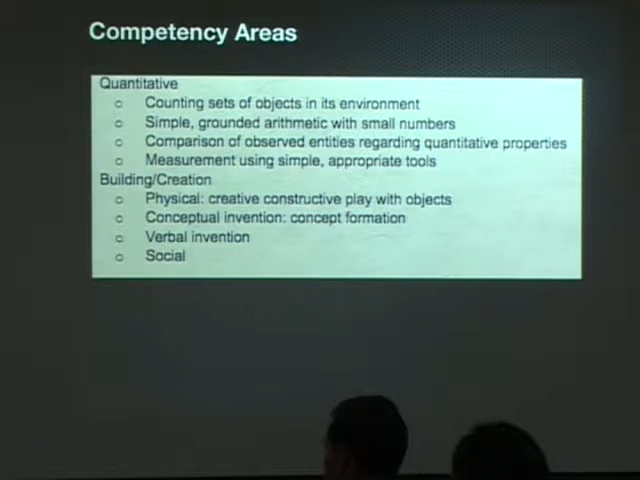 Competency Areas
Quantitative
o Counting sets of objects in its environment
o Simple, grounded arithmetic with small numbers
o Comparison of observed entities regarding quantitative properties
o Measurement using simple, appropriate tools
Building/Creation
o Physical: creative constructive play with objects
o Conceptual invention: concept formation
o Verbal invention
o Social